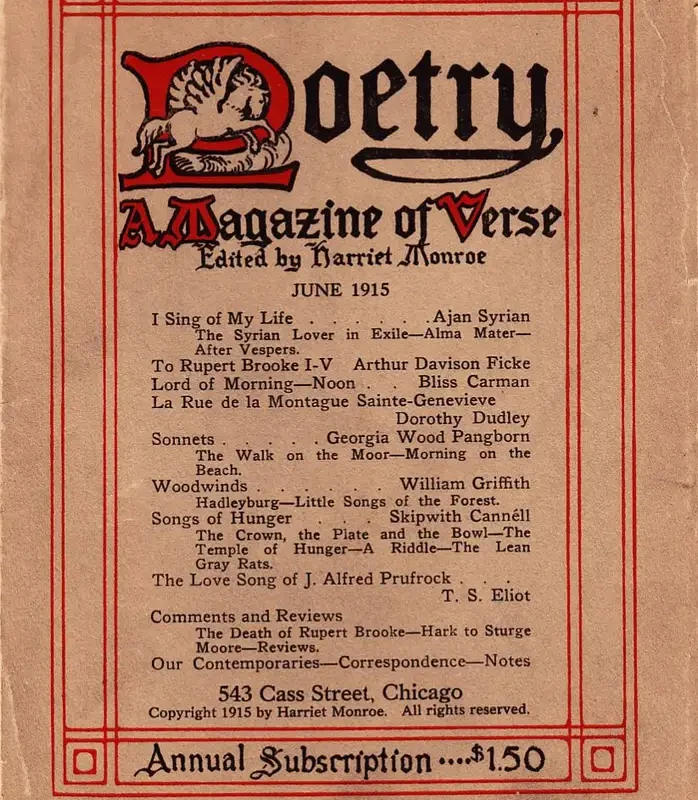 Poetry
A Magazine of Verse
Edited by Harriet Monroe
JUNE 1915
I Sing of My Life . . . . . . Ajan Syrian
The Syrian Lover in Exile—Alma Mater—
After Vespers.
To Rupert Brooke I-V Arthur Davison Ficke
Lord of Morning—Noon . . Bliss Carman
La Rue de la Montague Sainte-Genevieve
Dorothy Dudley
Sonnets . . . . . Georgia Wood Pangborn
The Walk on the Moor—Morning on the
Beach.
Woodwinds . . . . . . William Griffith
Hadleyburg—Little Songs of the Forest.
Songs of Hunger . . . Skipwith Cannéll
The Crown, the Plate and the Bowl—The
Temple of Hunger—A Riddle—The Lean
Gray Rats.
The Love Song of J. Alfred Prufrock . . .
T. S. Eliot
Comments and Reviews
The Death of Rupert Brooke—Hark to Sturge
Moore—Reviews.
Our Contemporaries—Correspondence—Notes
543 Cass Street, Chicago
Copyright 1915 by Harriet Monroe. All rights reserved.
Annual Subscription ....$1.50